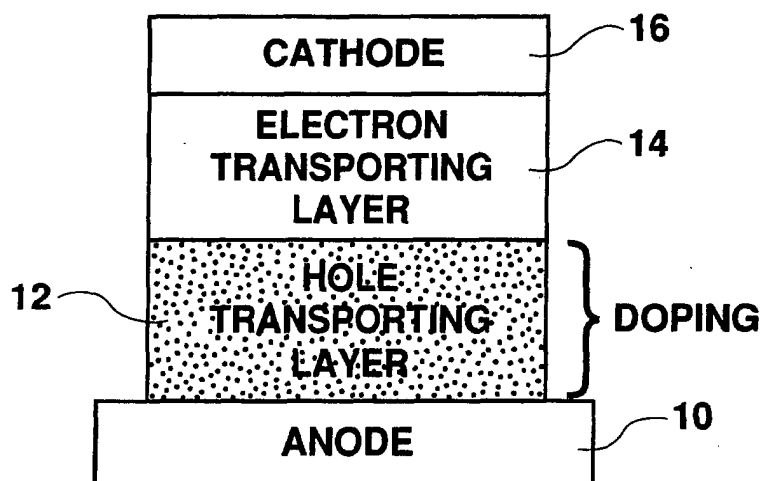 CATHODE
16
ELECTRON
TRANSPORTING
LAYER
14
HOLE
TRANSPORTING
LAYER
12
DOPING
ANODE
10